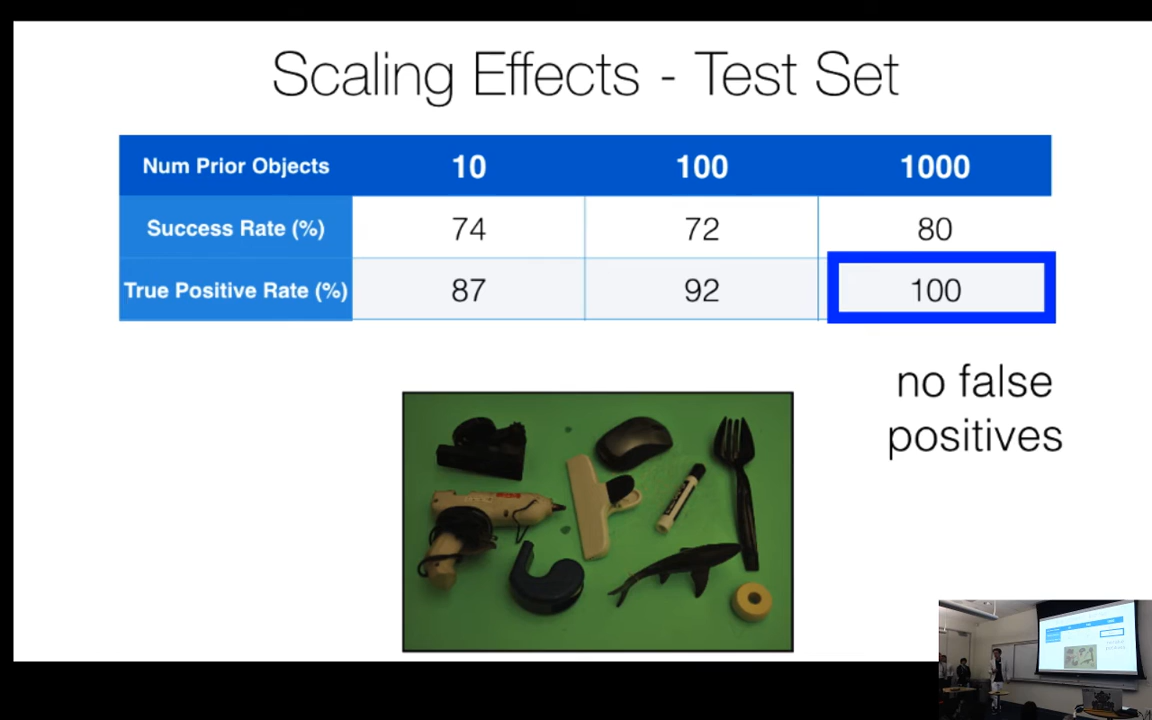 Scaling Effects - Test Set
Num Prior Objects 10 100 1000
Success Rate (%) 74 72 80
True Positive Rate (%) 87 92 100
no false
positives